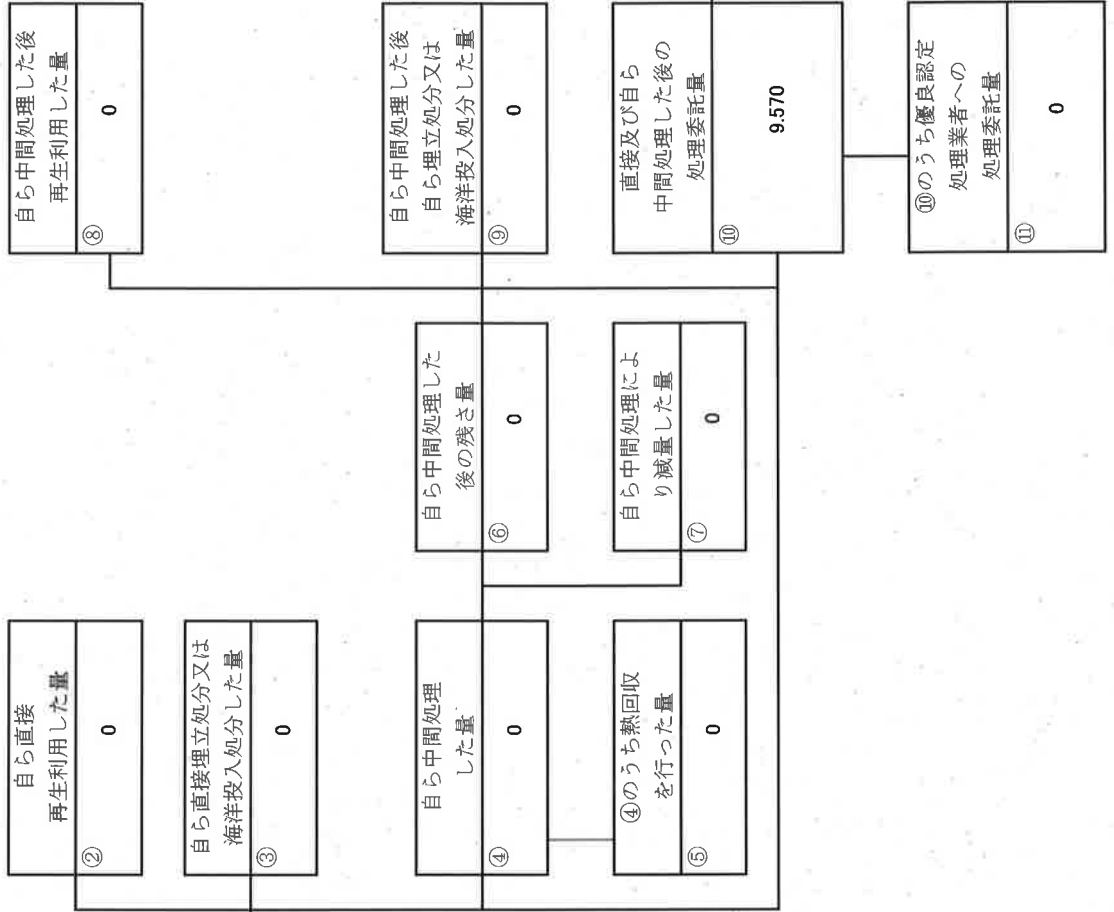 自ら直接
再生利用した量
②
0
自ら直接埋立処分又は
海洋投入処分した量
③
0
自ら中間処理
した量
④
0
④のうち熱回収
を行った量
⑤
0
自ら中間処理した
後の残さ量
⑥
0
自ら中間処理によ
り減量した量
⑦
0
自ら中間処理した後
再生利用した量
⑧
0
自ら中間処理した後
自ら埋立処分又は
海洋投入処分した量
⑨
0
直接及び自ら
中間処理した後の
処理委託量
⑩
9.570
⑩のうち優良認定
処理業者への
処理委託量
⑪
0